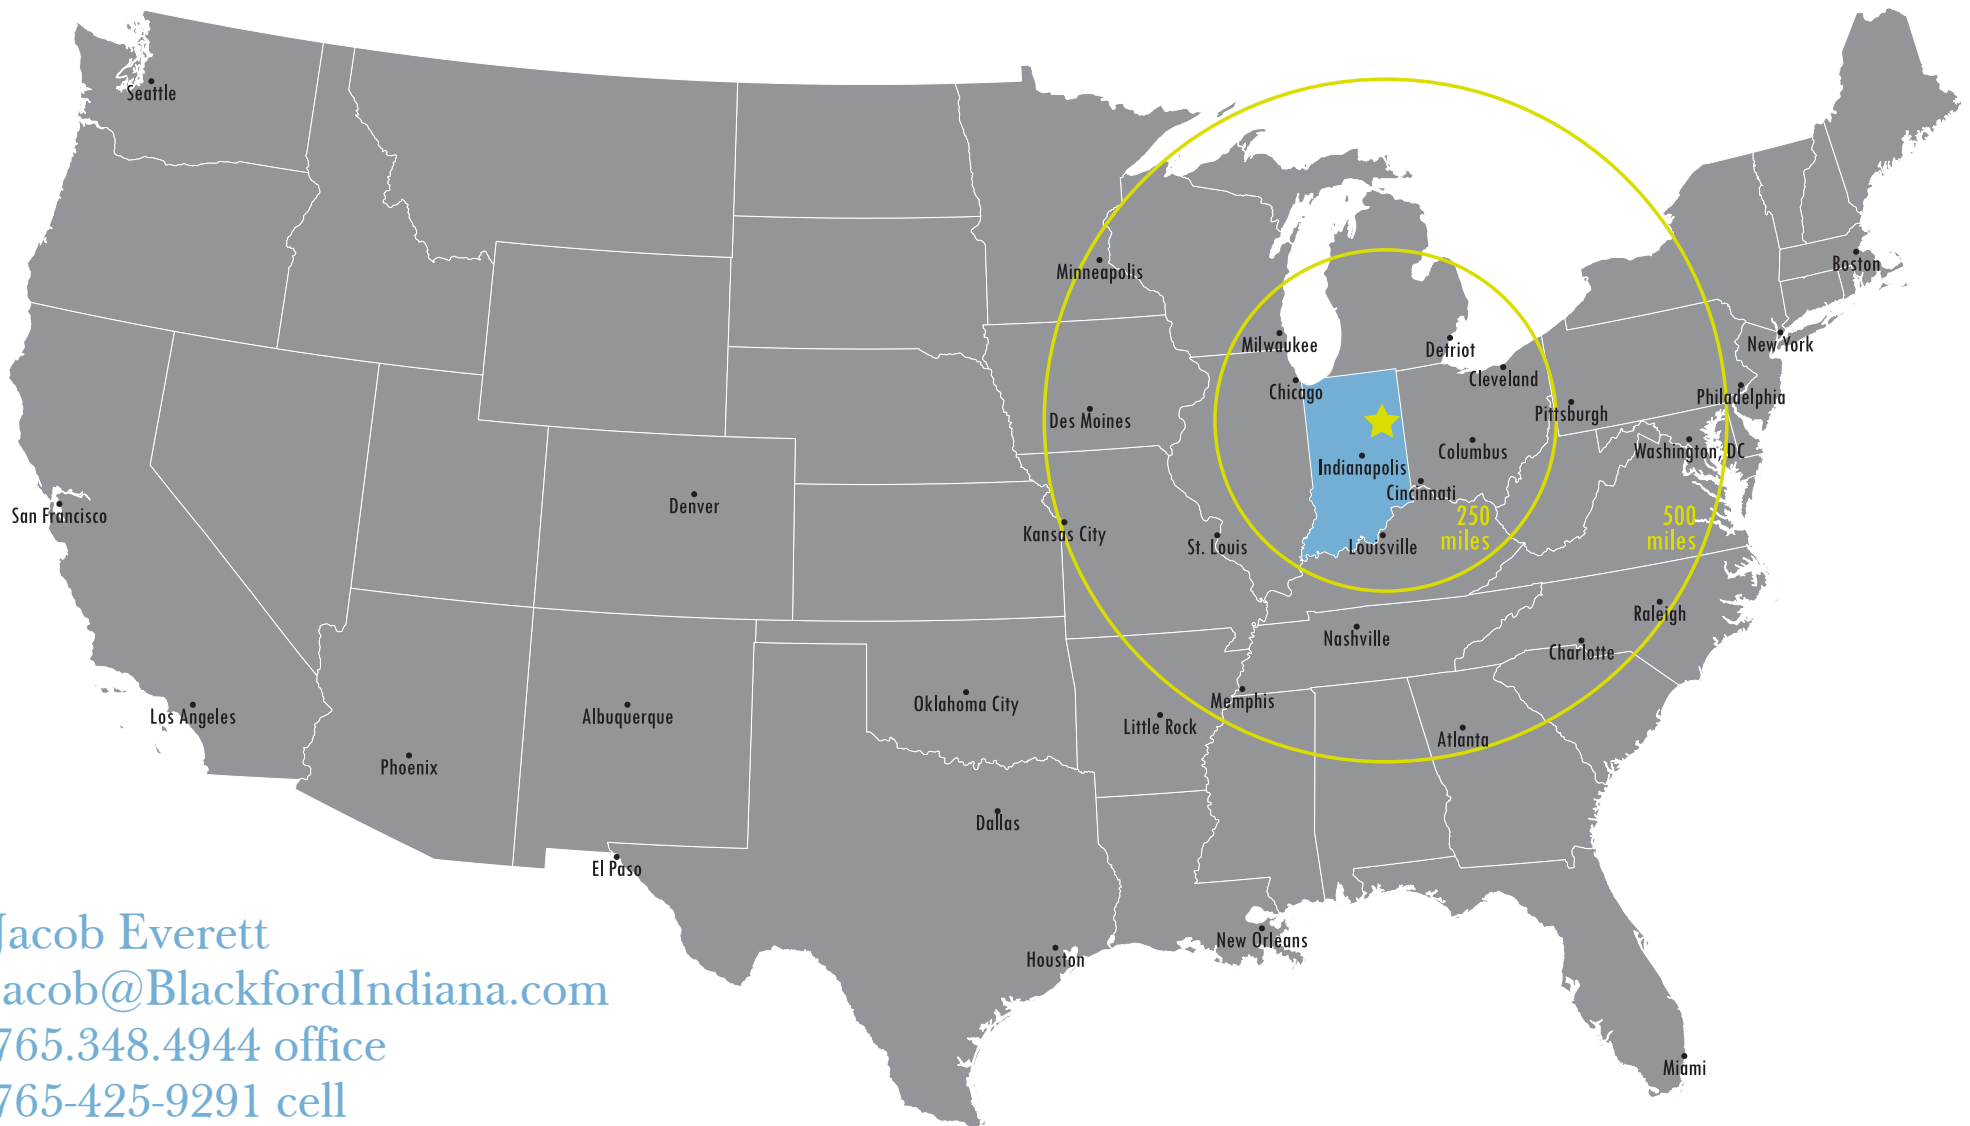 Seattle
Boston
Minneapolis
New York
Milwaukee
Detriot
Cleveland
Chicago
Philadelphia
Pittsburgh
Des Moines
Washington, DC
Columbus
Indianapolis
Cincinnati
Denver
San Francisco
250
miles
500
miles
Kansas City
St. Louis
Louisville
Raleigh
Nashville
Charlotte
Oklahoma City
Memphis
Los Angeles
Albuquerque
Little Rock
Atlanta
Phoenix
Dallas
El Paso
New Orleans
Houston
Miami
Jacob Everett
Jacob@BlackfordIndiana.com
765.348.4944 office
765-425-9291 cell